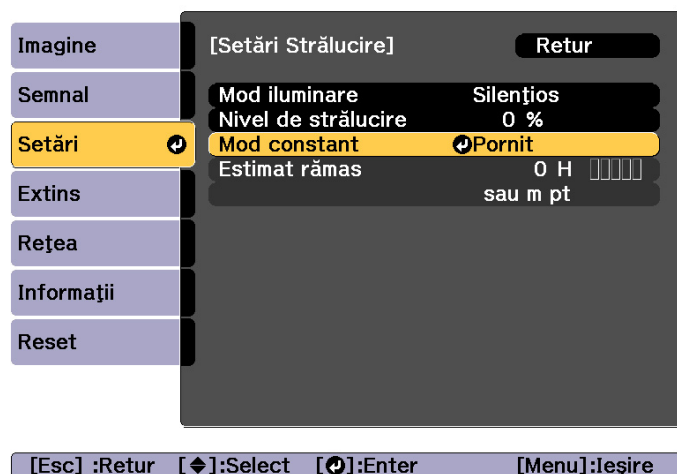 Imagine
Semnal
Setări
Extins
Reţea
Informaţii
Reset
[Setări Strălucire] Retur
Mod iluminare Silenţios
Nivel de strălucire 0 %
Mod constant Pornit
Estimat rămas 0 H
sau m pt
[Esc] :Retur [◆]:Select [↵]:Enter [Menu]:Ieşire